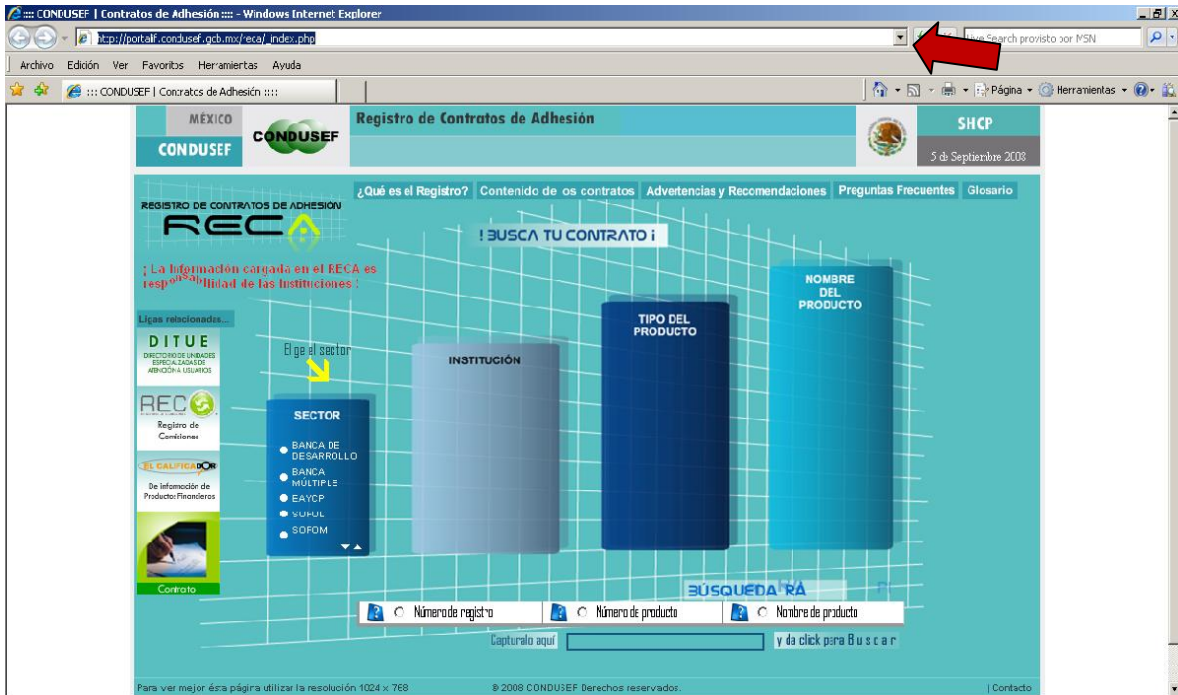 :::: CONDUSEF | Contratos de Adhesión :::: - Windows Internet Explorer
http://portalif.condusef.gob.mx/reca/_index.php
Live Search provisto por MSN
Archivo Edición Ver Favoritos Herramientas Ayuda
:::: CONDUSEF | Contratos de Adhesión ::::
Página
Herramientas
MÉXICO
CONDUSEF
CONDUSEF
Registro de Contratos de Adhesión
SHCP
5 de Septiembre 2008
¿Qué es el Registro? Contenido de os contratos Advertencias y Recomendaciones Preguntas Frecuentes Glosario
REGISTRO DE CONTRATOS DE ADHESIÓN
RECA
! BUSCA TU CONTRATO ¡
¡ La Información cargada en el RECA es
responsabilidad de las Instituciones !
Ligas relacionadas...
DITUE
DIRECTORIO DE UNIDADES
ESPECIALIZADAS DE
ATENCIÓN A USUARIOS
RECO
Registro de
Comisiones
EL CALIFICADOR
De Información de
Productos Financieros
Contrato
Elige el sector
SECTOR
BANCA DE
DESARROLLO
BANCA
MÚLTIPLE
EAYCP
SOFOL
SOFOM
INSTITUCIÓN
TIPO DEL
PRODUCTO
NOMBRE
DEL
PRODUCTO
BÚSQUEDA RÁ
Número de registro
Número de producto
Nombre de producto
Capturalo aquí
y da click para Buscar
Para ver mejor ésta página utilizar la resolución 1024 x 768
© 2008 CONDUSEF Derechos reservados.
| Contacto